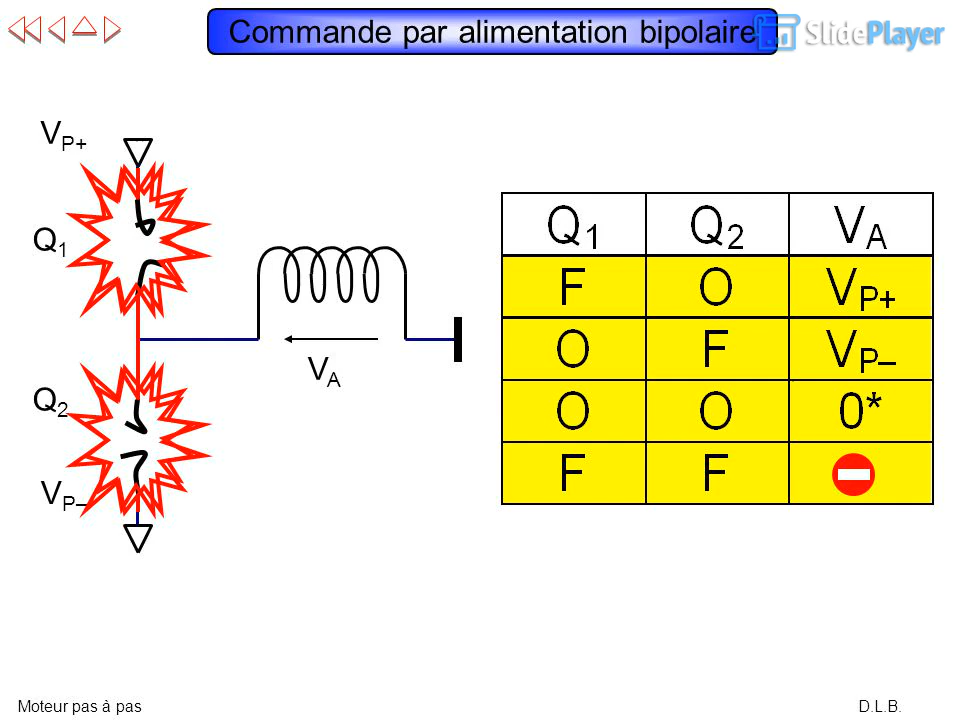 Commande par alimentation bipolaire
SlidePlayer
VP+
Q1
VA
Q2
VP–
Q1 Q2 VA
F O VP+
O F VP–
O O 0*
F F
Moteur pas à pas D.L.B.